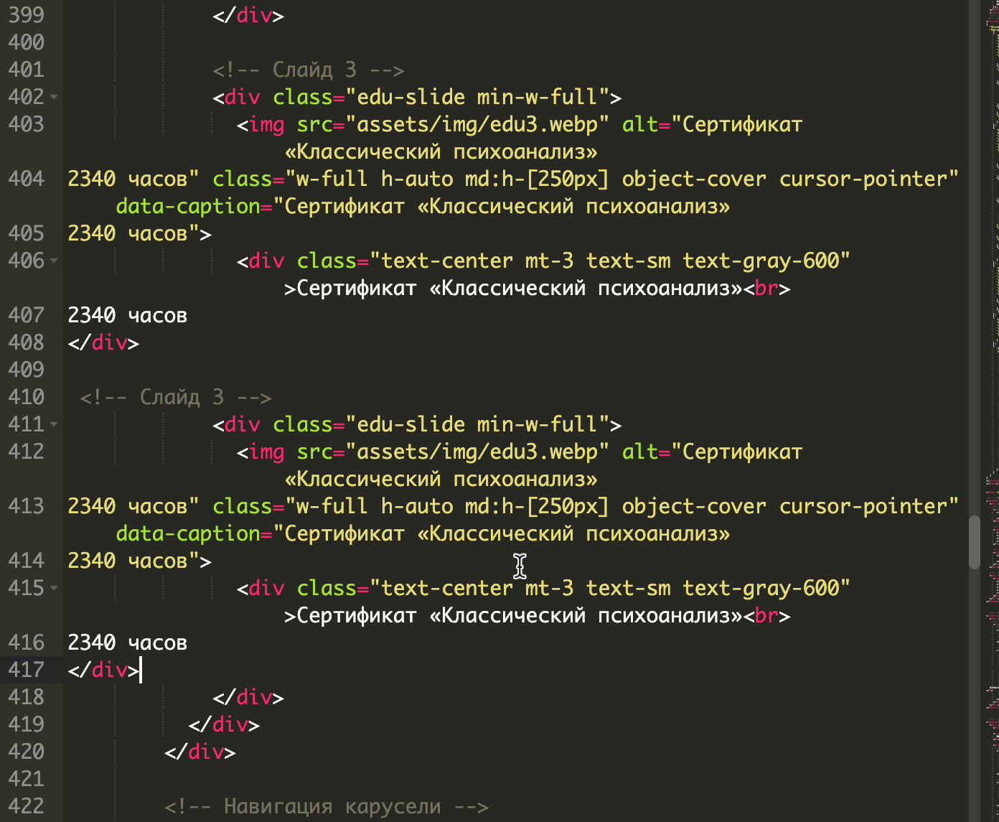 399 </div>
400
401 <!-- Слайд 3 -->
402 <div class="edu-slide min-w-full">
403 <img src="assets/img/edu3.webp" alt="Сертификат
«Классический психоанализ»
404 2340 часов" class="w-full h-auto md:h-[250px] object-cover cursor-pointer"
data-caption="Сертификат «Классический психоанализ»
405 2340 часов">
406 <div class="text-center mt-3 text-sm text-gray-600"
>Сертификат «Классический психоанализ»<br>
407 2340 часов
408 </div>
409
410 <!-- Слайд 3 -->
411 <div class="edu-slide min-w-full">
412 <img src="assets/img/edu3.webp" alt="Сертификат
«Классический психоанализ»
413 2340 часов" class="w-full h-auto md:h-[250px] object-cover cursor-pointer"
data-caption="Сертификат «Классический психоанализ»
414 2340 часов">
415 <div class="text-center mt-3 text-sm text-gray-600"
>Сертификат «Классический психоанализ»<br>
416 2340 часов
417 </div>
418 </div>
419 </div>
420 </div>
421
422 <!-- Навигация карусели -->